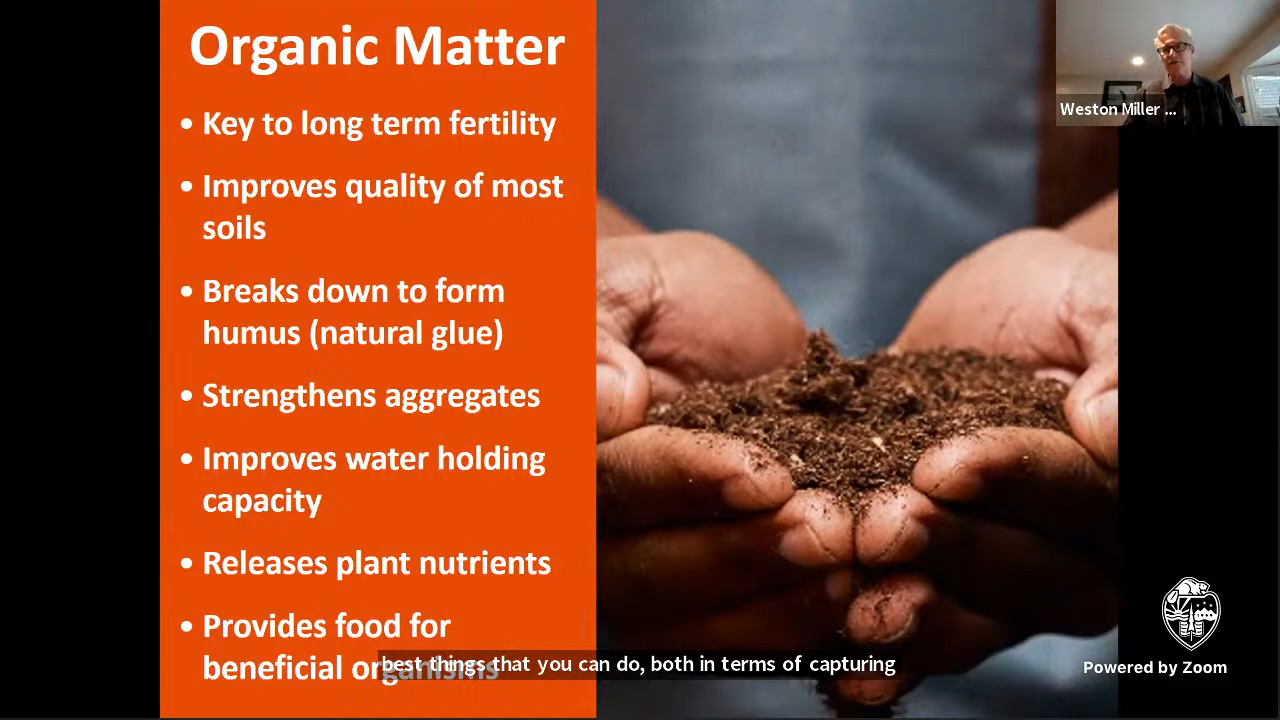 Organic Matter
• Key to long term fertility
• Improves quality of most
soils
• Breaks down to form
humus (natural glue)
• Strengthens aggregates
• Improves water holding
capacity
• Releases plant nutrients
• Provides food for
beneficial organisms
best things that you can do, both in terms of capturing
Weston Miller ...
Powered by Zoom